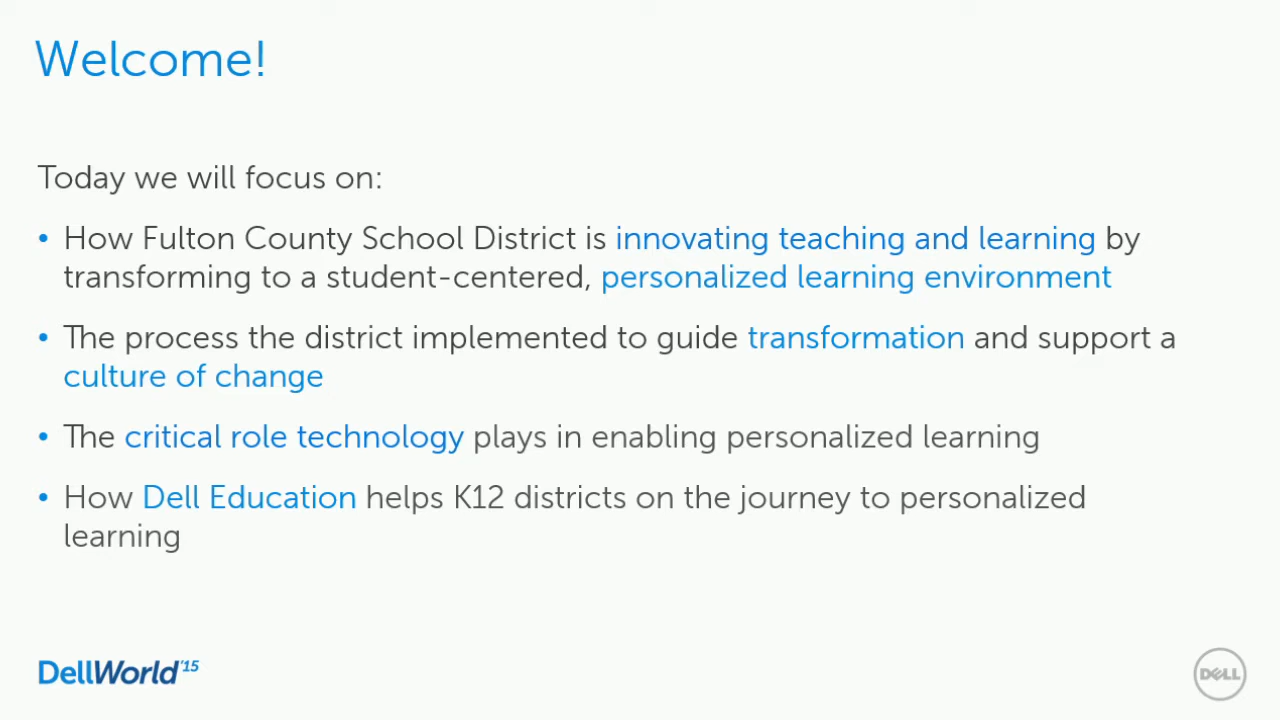 Welcome!
Today we will focus on:
• How Fulton County School District is innovating teaching and learning by
transforming to a student-centered, personalized learning environment
• The process the district implemented to guide transformation and support a
culture of change
• The critical role technology plays in enabling personalized learning
• How Dell Education helps K12 districts on the journey to personalized
learning
DellWorld'15
DELL